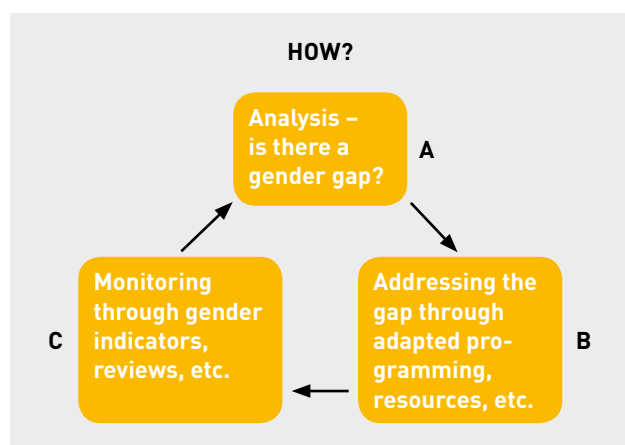 HOW?
Analysis –
is there a
gender gap?
A
Monitoring
through gender
indicators,
reviews, etc.
C
Addressing the
gap through
adapted pro-
gramming,
resources, etc.
B